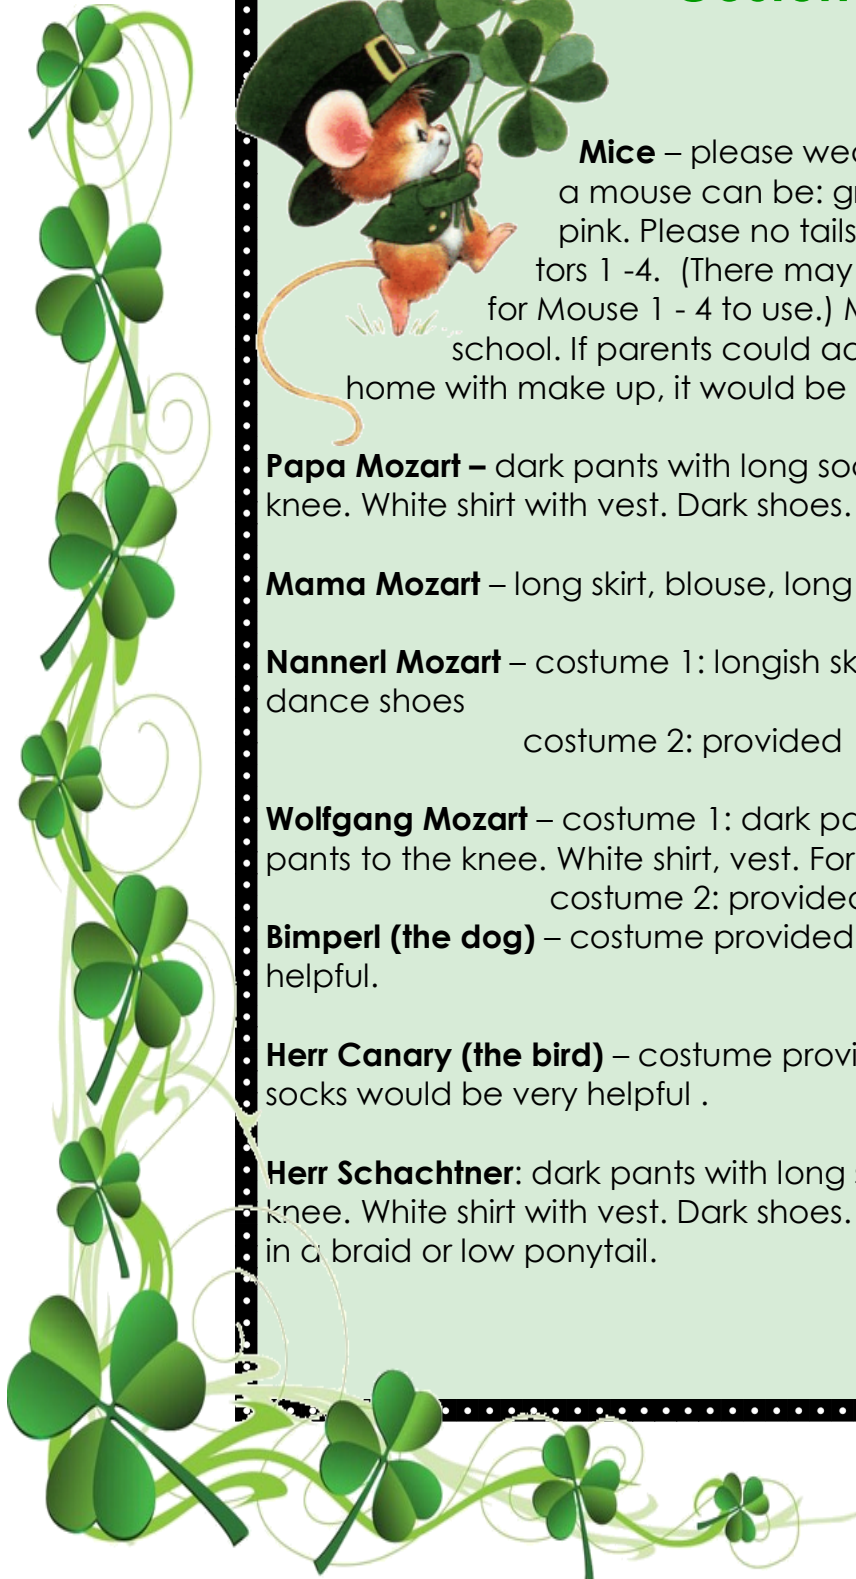 Mice – please
a mouse can be:
pink. Please no tails
tors 1 -4.  (There may
for Mouse 1 - 4 to use.)
school. If parents could
home with make up, it would be
Papa Mozart – dark pants with long
knee. White shirt with vest. Dark shoes.
Mama Mozart – long skirt, blouse, long
Nannerl Mozart – costume 1: longish
dance shoes
costume 2: provided
Wolfgang Mozart – costume 1: dark
pants to the knee. White shirt, vest. For
costume 2: provided
Bimperl (the dog) – costume provided
helpful.
Herr Canary (the bird) – costume
socks would be very helpful .
Herr Schachtner: dark pants with long
knee. White shirt with vest. Dark shoes.
in a braid or low ponytail.